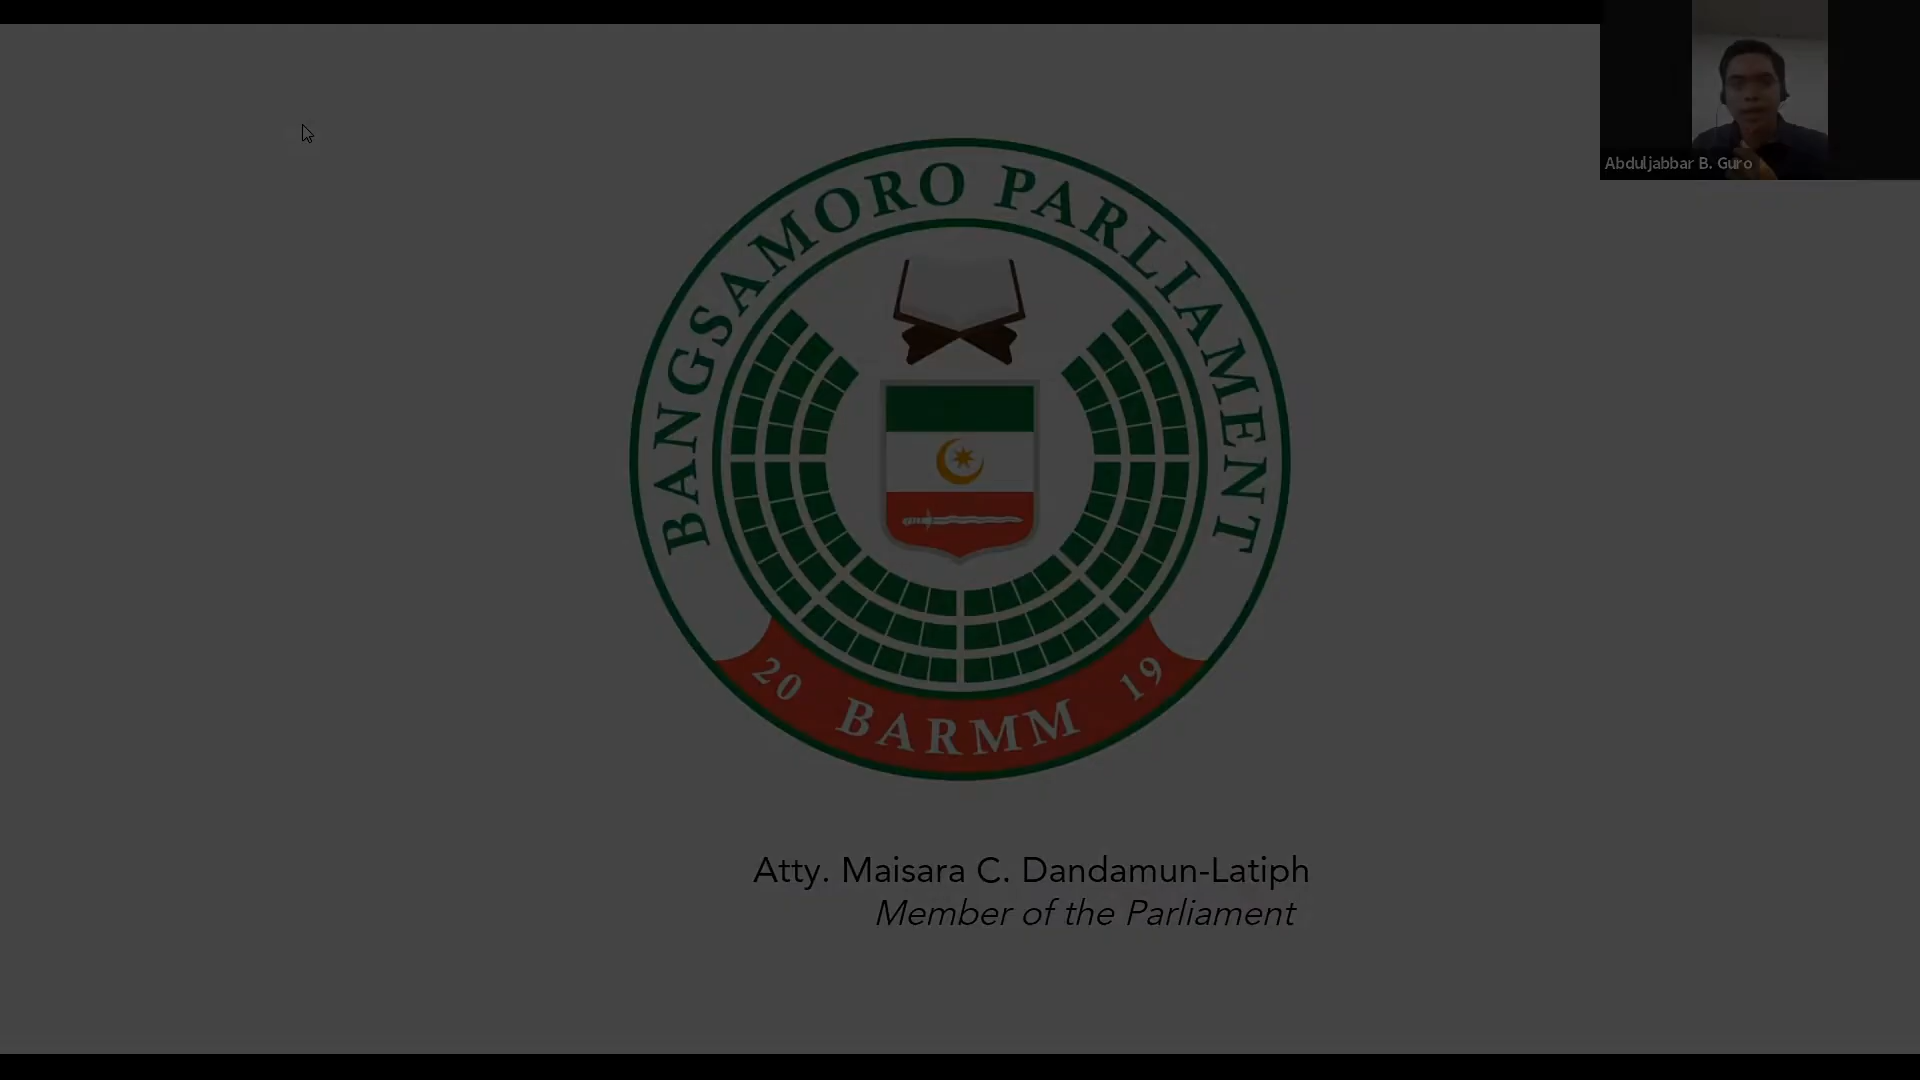 Abduljabbar B. Guro
BANGSAMORO PARLIAMENT
20 BARMM 19
Atty. Maisara C. Dandamun-Latiph
Member of the Parliament